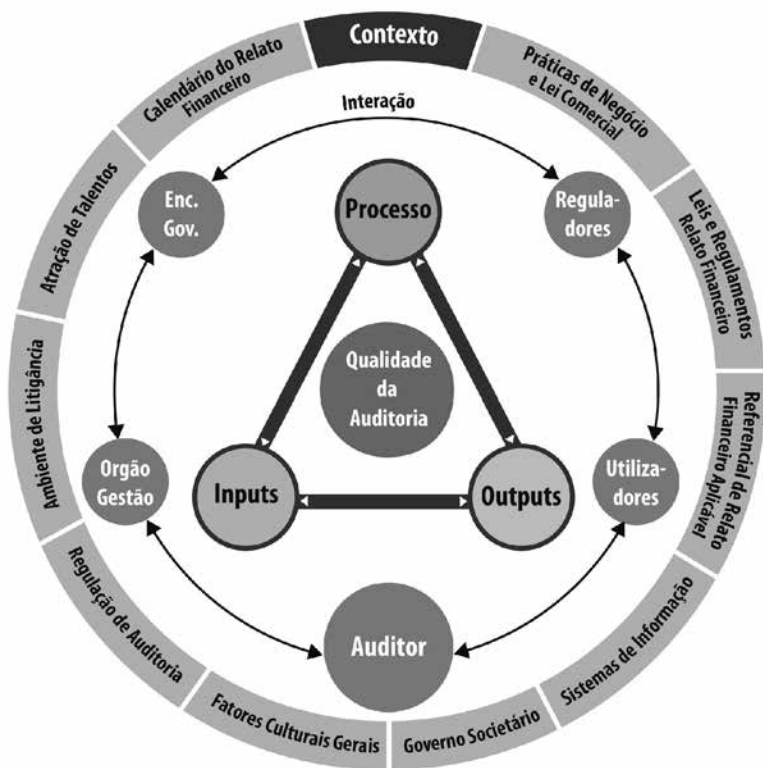 Contexto
Práticas de Negócio
e Lei Comercial
Leis e Regulamentos
Relato Financeiro
Referencial de Relato
Financeiro Aplicável
Sistemas de Informação
Governo Societário
Fatores Culturais Gerais
Regulação de Auditoria
Ambiente de Litigância
Atração de Talentos
Calendário do Relato
Financeiro
Interação
Enc.
Gov.
Processo
Regula-
dores
Qualidade
da
Auditoria
Orgão
Gestão
Inputs
Outputs
Utiliza-
dores
Auditor